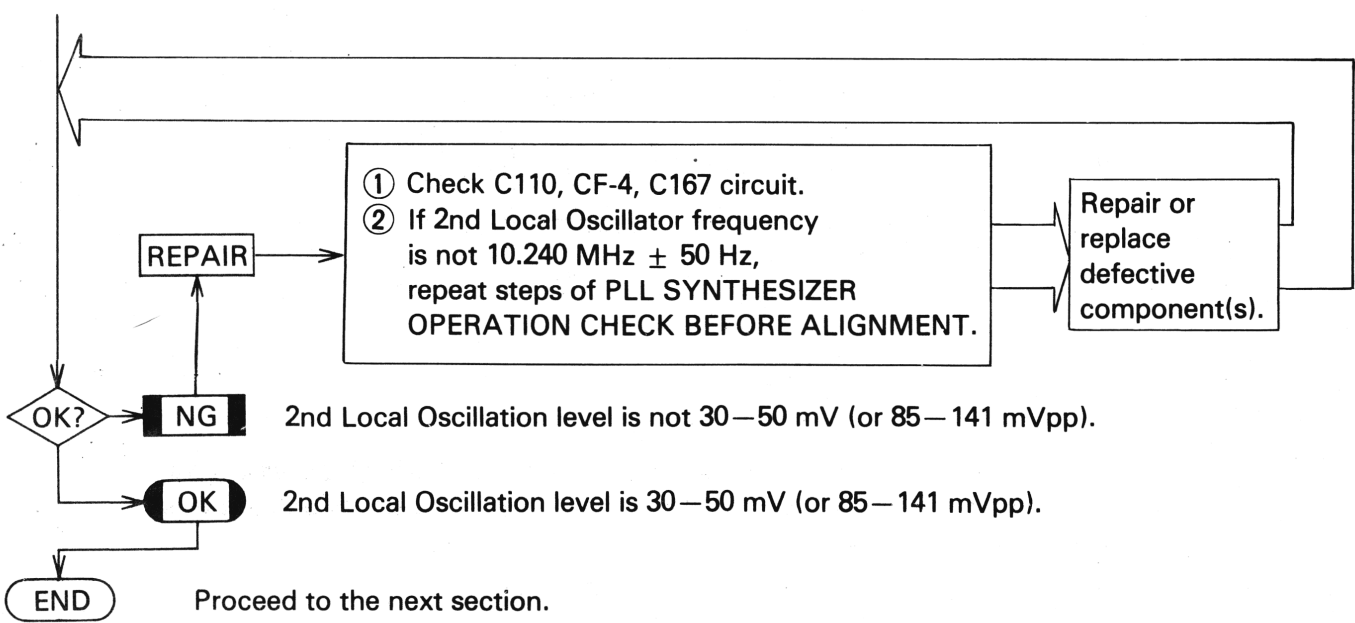 ① Check C110, CF-4, C167 circuit.
② If 2nd Local Oscillator frequency
is not 10.240 MHz ± 50 Hz,
repeat steps of PLL SYNTHESIZER
OPERATION CHECK BEFORE ALIGNMENT.
Repair or
replace
defective
component(s).
REPAIR
OK?
NG
2nd Local Oscillation level is not 30—50 mV (or 85—141 mVpp).
OK
2nd Local Oscillation level is 30—50 mV (or 85—141 mVpp).
END
Proceed to the next section.